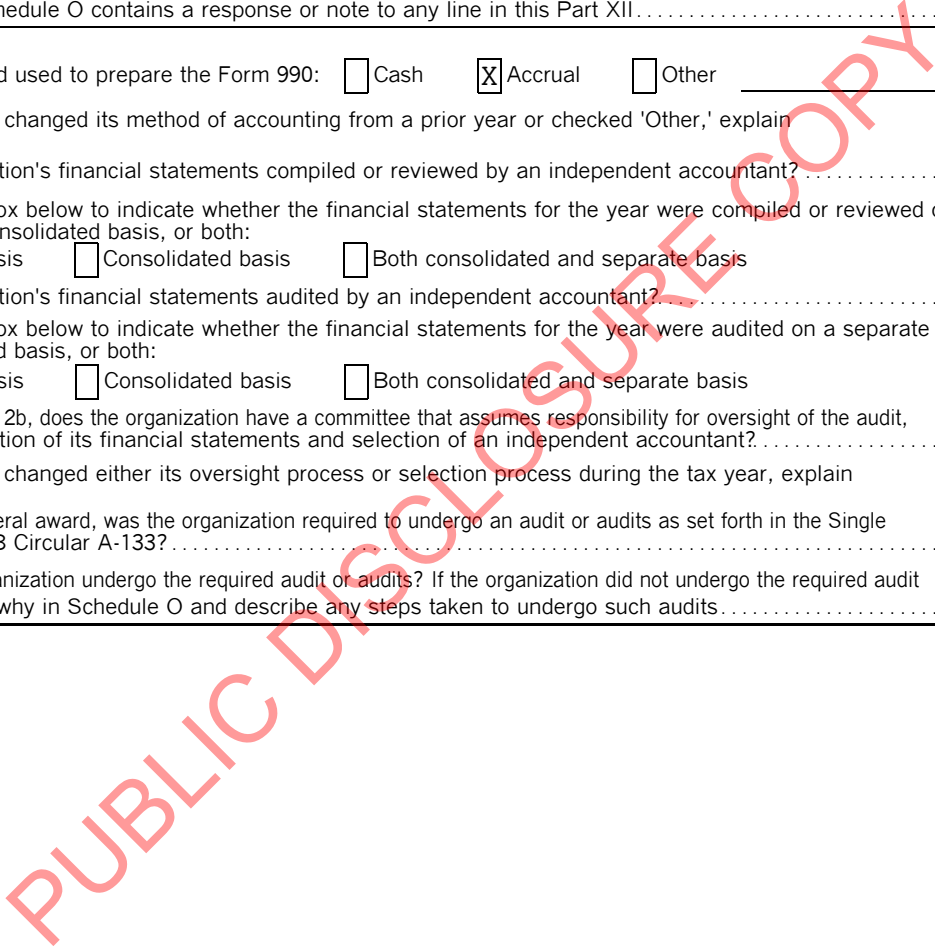 hedule O contains a response or note to any line in this Part XII
d used to prepare the Form 990: Cash X Accrual Other
changed its method of accounting from a prior year or checked 'Other,' explain
tion's financial statements compiled or reviewed by an independent accountant?
ox below to indicate whether the financial statements for the year were compiled or reviewed o
onsolidated basis, or both:
sis Consolidated basis Both consolidated and separate basis
tion's financial statements audited by an independent accountant?
ox below to indicate whether the financial statements for the year were audited on a separate
d basis, or both:
sis Consolidated basis Both consolidated and separate basis
2b, does the organization have a committee that assumes responsibility for oversight of the audit,
tion of its financial statements and selection of an independent accountant?
changed either its oversight process or selection process during the tax year, explain
eral award, was the organization required to undergo an audit or audits as set forth in the Single
B Circular A-133?
anization undergo the required audit or audits? If the organization did not undergo the required audit
why in Schedule O and describe any steps taken to undergo such audits
PUBLIC DISCLOSURE COPY